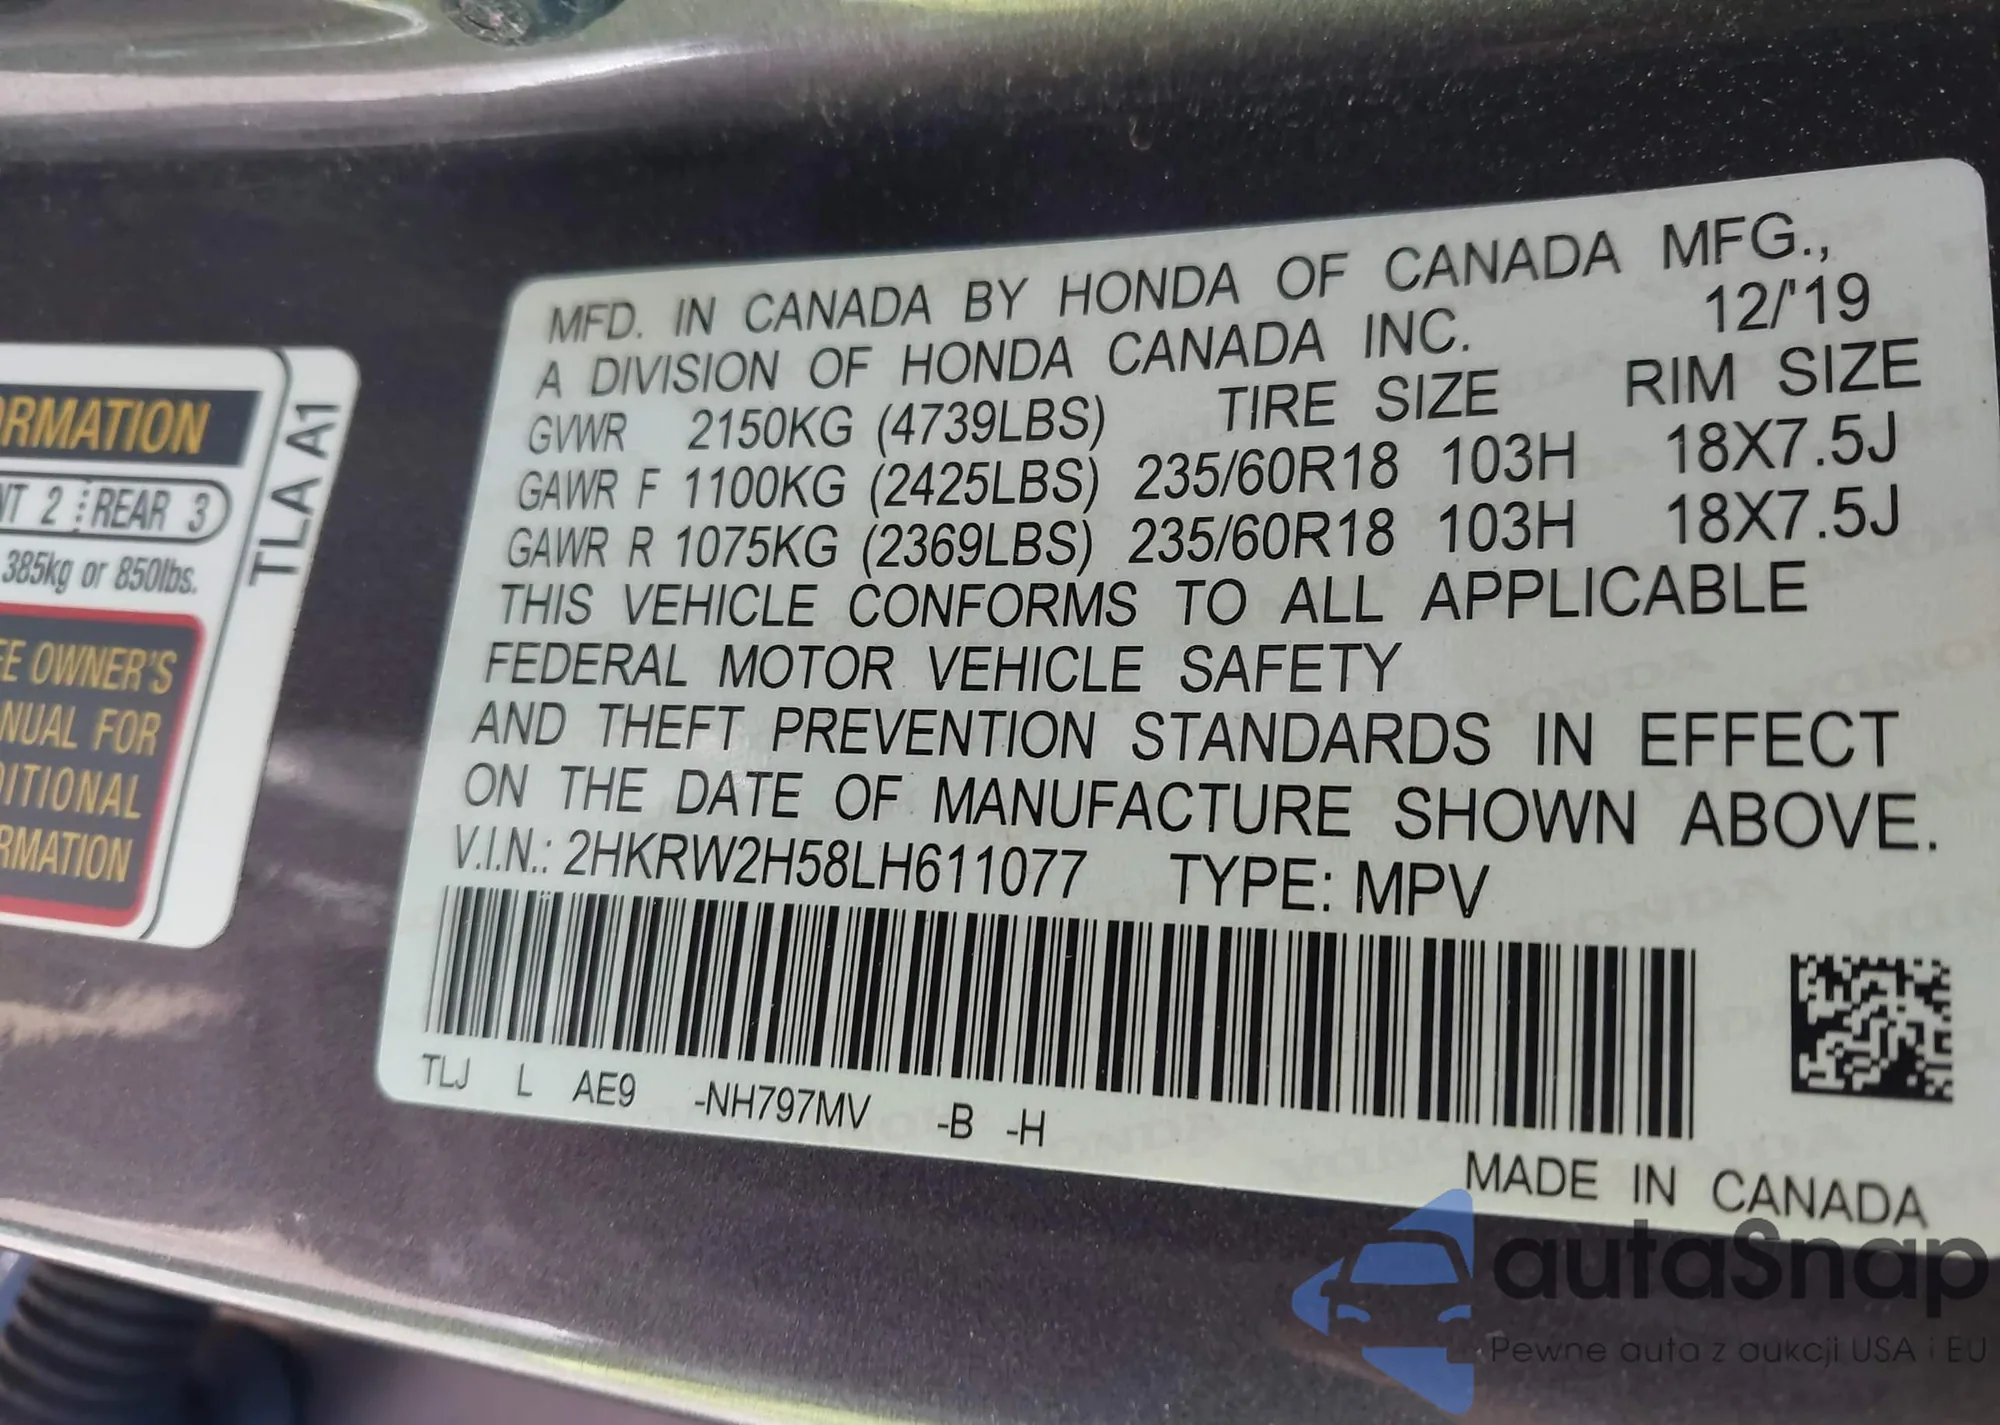 ORMATION
NT 2 REAR 3
385kg or 850lbs.
EE OWNER'S
NUAL FOR
DITIONAL
RMATION
TLA A1
MFD. IN CANADA BY HONDA OF CANADA MFG.,
A DIVISION OF HONDA CANADA INC. 12/'19
GVWR 2150KG (4739LBS) TIRE SIZE RIM SIZE
GAWR F 1100KG (2425LBS) 235/60R18 103H 18X7.5J
GAWR R 1075KG (2369LBS) 235/60R18 103H 18X7.5J
THIS VEHICLE CONFORMS TO ALL APPLICABLE
FEDERAL MOTOR VEHICLE SAFETY
AND THEFT PREVENTION STANDARDS IN EFFECT
ON THE DATE OF MANUFACTURE SHOWN ABOVE.
V.I.N.: 2HKRW2H58LH611077 TYPE: MPV
TLJ L AE9 -NH797MV -B -H
MADE IN CANADA
autaSnap
Pewne auta z aukcji USA i EU